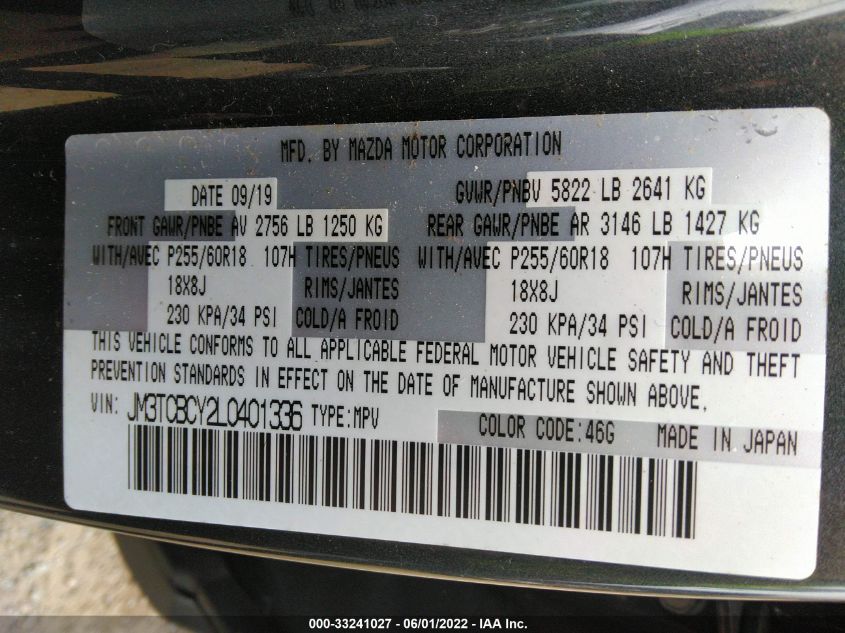 MFD. BY MAZDA MOTOR CORPORATION
DATE 09/19 GVWR/PNBV 5822 LB 2641 KG
FRONT GAWR/PNBE AV 2756 LB 1250 KG REAR GAWR/PNBE AR 3146 LB 1427 KG
WITH/AVEC P255/60R18 107H TIRES/PNEUS WITH/AVEC P255/60R18 107H TIRES/PNEUS
18X8J RIMS/JANTES 18X8J RIMS/JANTES
230 KPA/34 PSI COLD/A FROID 230 KPA/34 PSI COLD/A FROID
THIS VEHICLE CONFORMS TO ALL APPLICABLE FEDERAL MOTOR VEHICLE SAFETY AND THEFT
PREVENTION STANDARDS IN EFFECT ON THE DATE OF MANUFACTURE SHOWN ABOVE.
VIN: JM3TCBCY2L0401336 TYPE:MPV COLOR CODE:46G MADE IN JAPAN
000-33241027 - 06/01/2022 - IAA Inc.